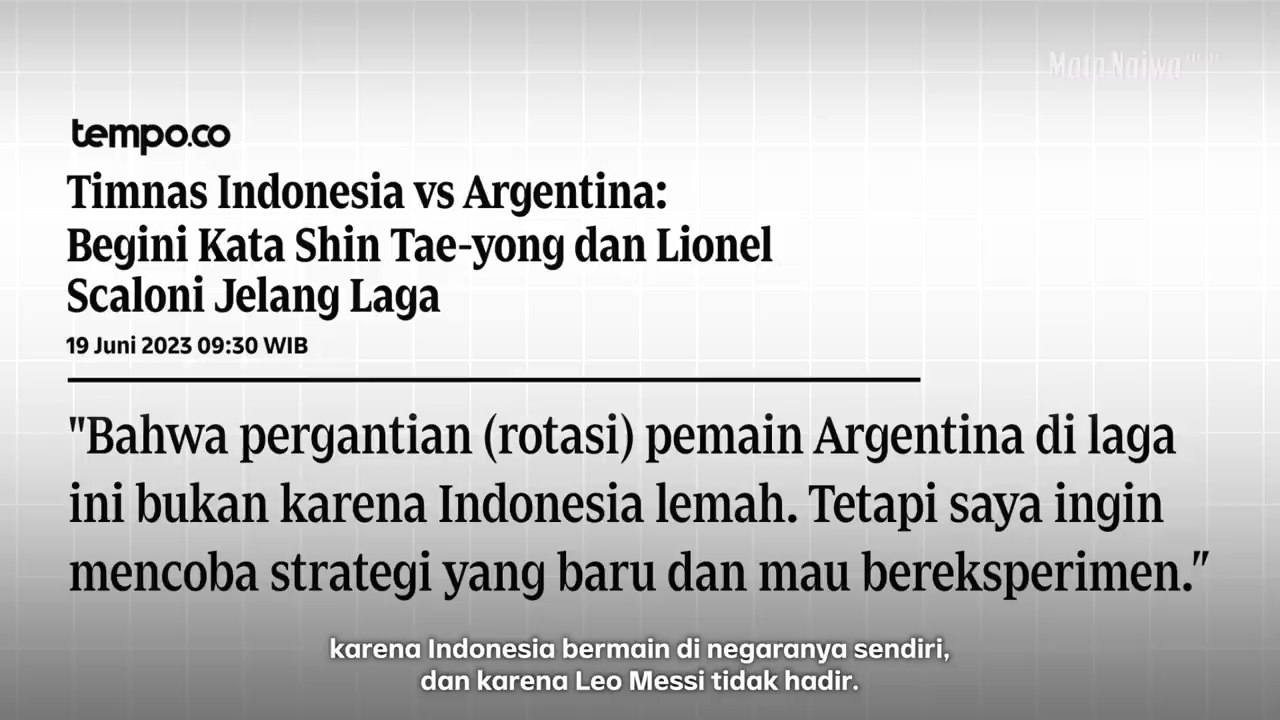 Mata Najwa
tempo.co
Timnas Indonesia vs Argentina:
Begini Kata Shin Tae-yong dan Lionel
Scaloni Jelang Laga
19 Juni 2023 09:30 WIB
"Bahwa pergantian (rotasi) pemain Argentina di laga
ini bukan karena Indonesia lemah. Tetapi saya ingin
mencoba strategi yang baru dan mau bereksperimen.”
karena Indonesia bermain di negaranya sendiri,
dan karena Leo Messi tidak hadir.